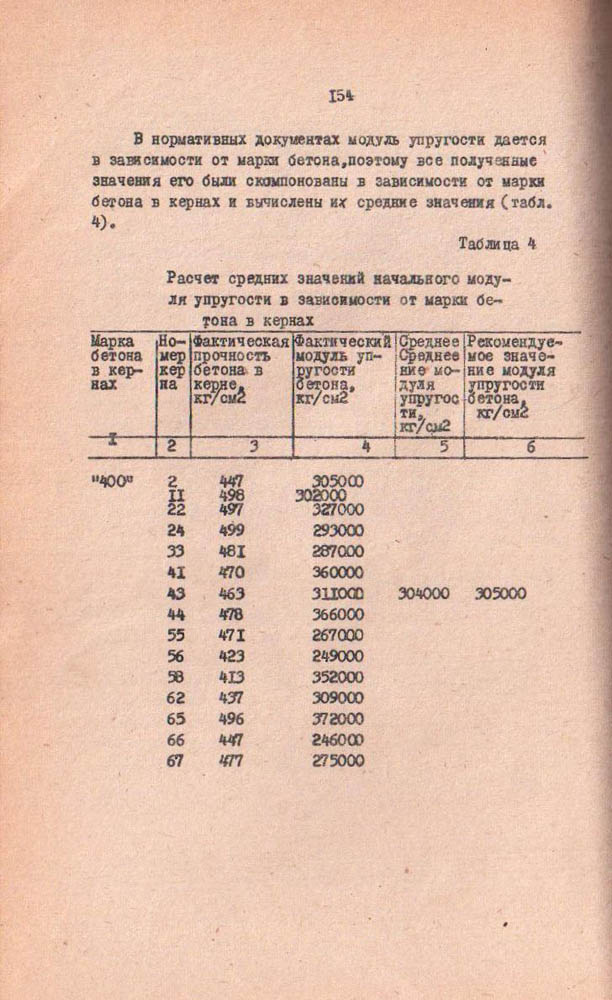 154
В нормативных документах модуль упругости дается
в зависимости от марки бетона,поэтому все полученные
значения его были скомпонованы в зависимости от марки
бетона в кернах и вычислены их средние значения (табл.
4).
Таблица 4
Расчет средних значений начального моду-
ля упругости в зависимости от марки бе-
тона в кернах
Марка Но- Фактическая Фактический Среднее Рекомендуе-
бетона мер прочность модуль уп- Среднее мое значе-
в кер- кер бетона в ругости ние мо- ние модуля
нах на керне, бетона, дуля упругости
кг/см2 кг/см2 упругос бетона,
ти, кг/см2
кг/см2
I 2 3 4 5 6
"400" 2 447 305000
II 498 302000
22 497 327000
24 499 293000
33 48I 287000
4I 470 360000
43 463 311000 304000 305000
44 478 366000
55 47I 267000
56 423 249000
58 4I3 352000
62 437 309000
65 496 372000
66 447 246000
67 477 275000